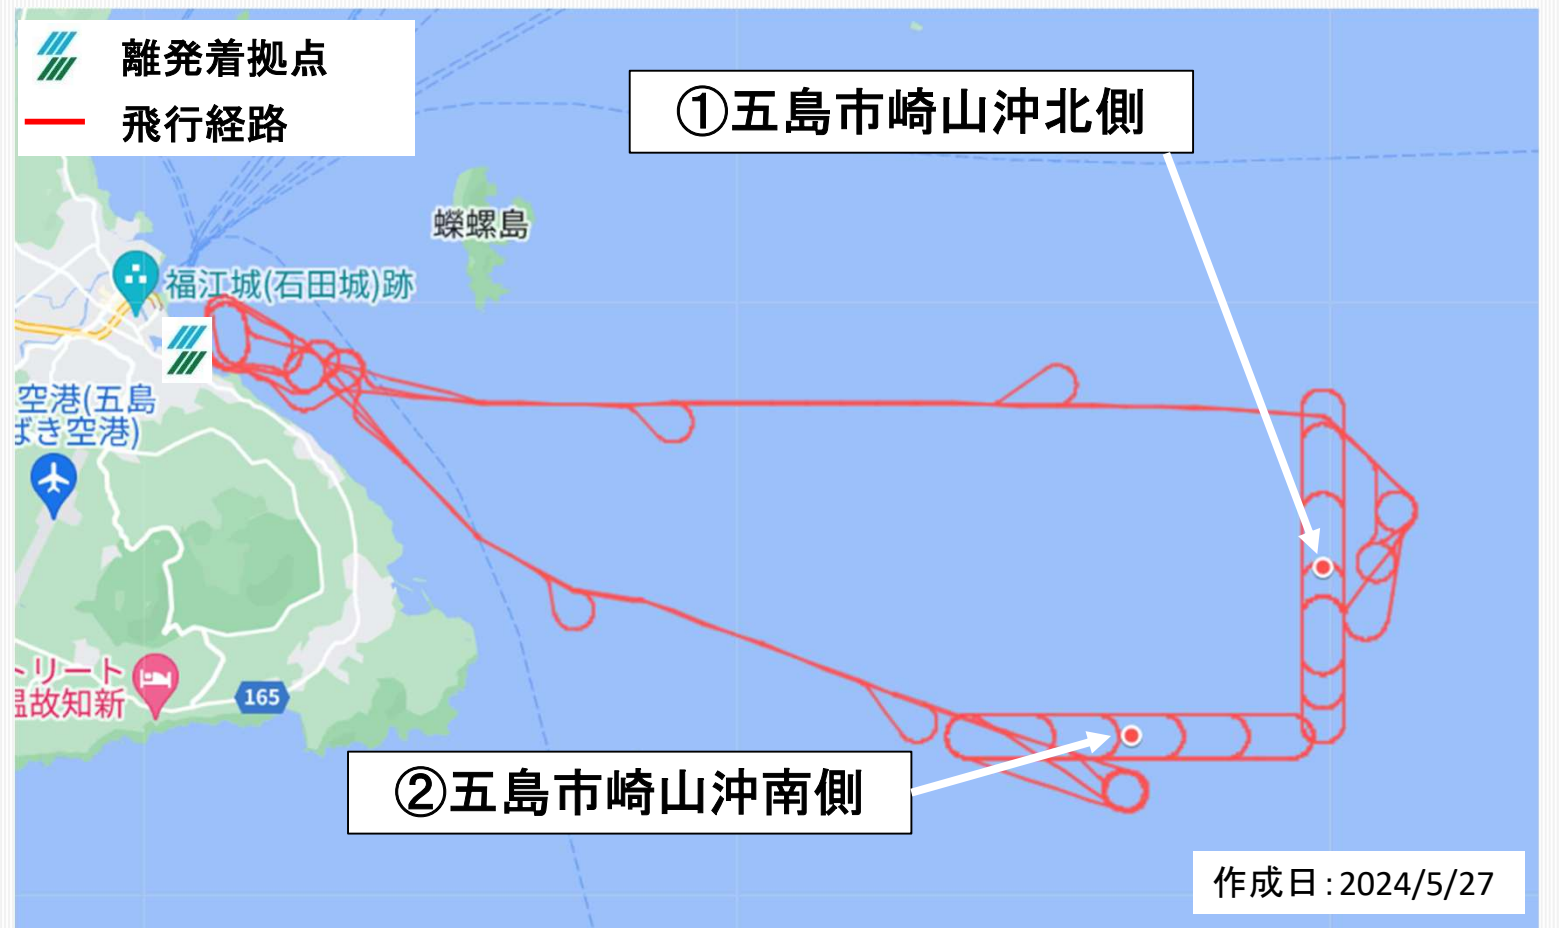 離発着拠点
飛行経路
①五島市崎山沖北側
蠑螺島
福江城(石田城)跡
空港(五島
ばき空港)
トリート
温故知新
165
②五島市崎山沖南側
作成日:2024/5/27